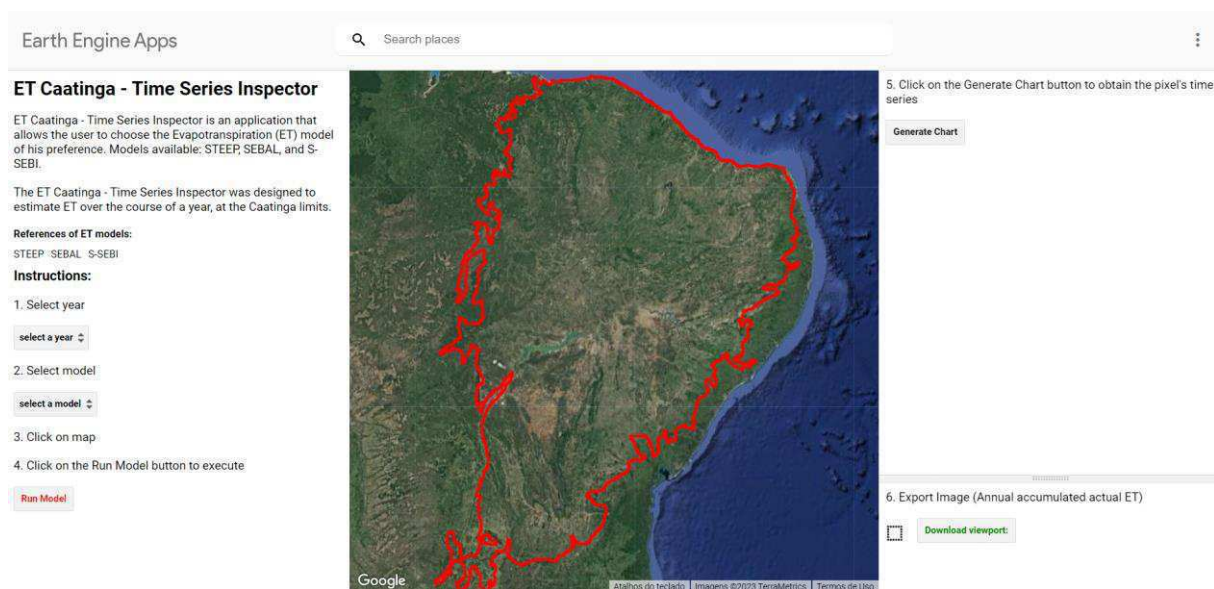 Earth Engine Apps
Search places
ET Caatinga - Time Series Inspector
ET Caatinga - Time Series Inspector is an application that
allows the user to choose the Evapotranspiration (ET) model
of his preference. Models available: STEEP, SEBAL, and S-
SEBI.
The ET Caatinga - Time Series Inspector was designed to
estimate ET over the course of a year, at the Caatinga limits.
References of ET models:
STEEP SEBAL S-SEBI
Instructions:
1. Select year
select a year
2. Select model
select a model
3. Click on map
4. Click on the Run Model button to execute
Run Model
Google
Atalhos do teclado
Imagens ©2023 TerraMetrics
Termos de Uso
5. Click on the Generate Chart button to obtain the pixel's time
series
Generate Chart
6. Export Image (Annual accumulated actual ET)
Download viewport: